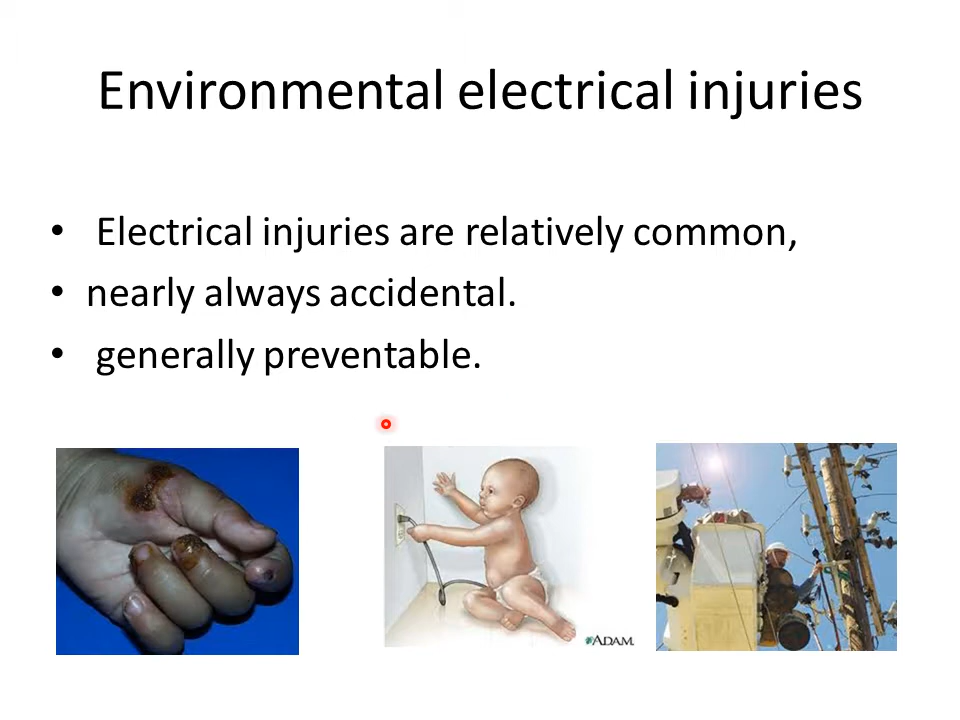 Environmental electrical injuries
• Electrical injuries are relatively common,
• nearly always accidental.
• generally preventable.
ADAM.